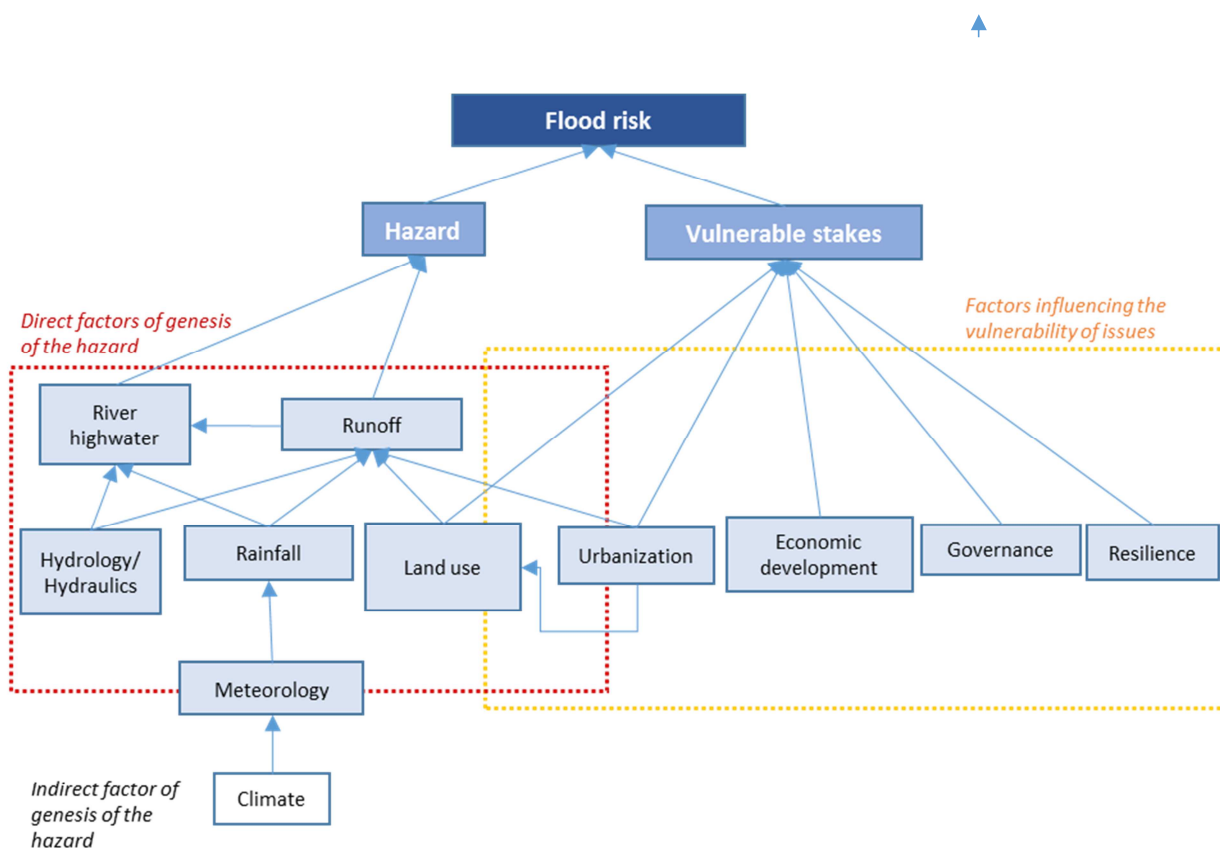 Flood risk
Hazard
Vulnerable stakes
Direct factors of genesis
of the hazard
Factors influencing the
vulnerability of issues
River
highwater
Runoff
Hydrology/
Hydraulics
Rainfall
Land use
Urbanization
Economic
development
Governance
Resilience
Meteorology
Indirect factor of
genesis of the
hazard
Climate